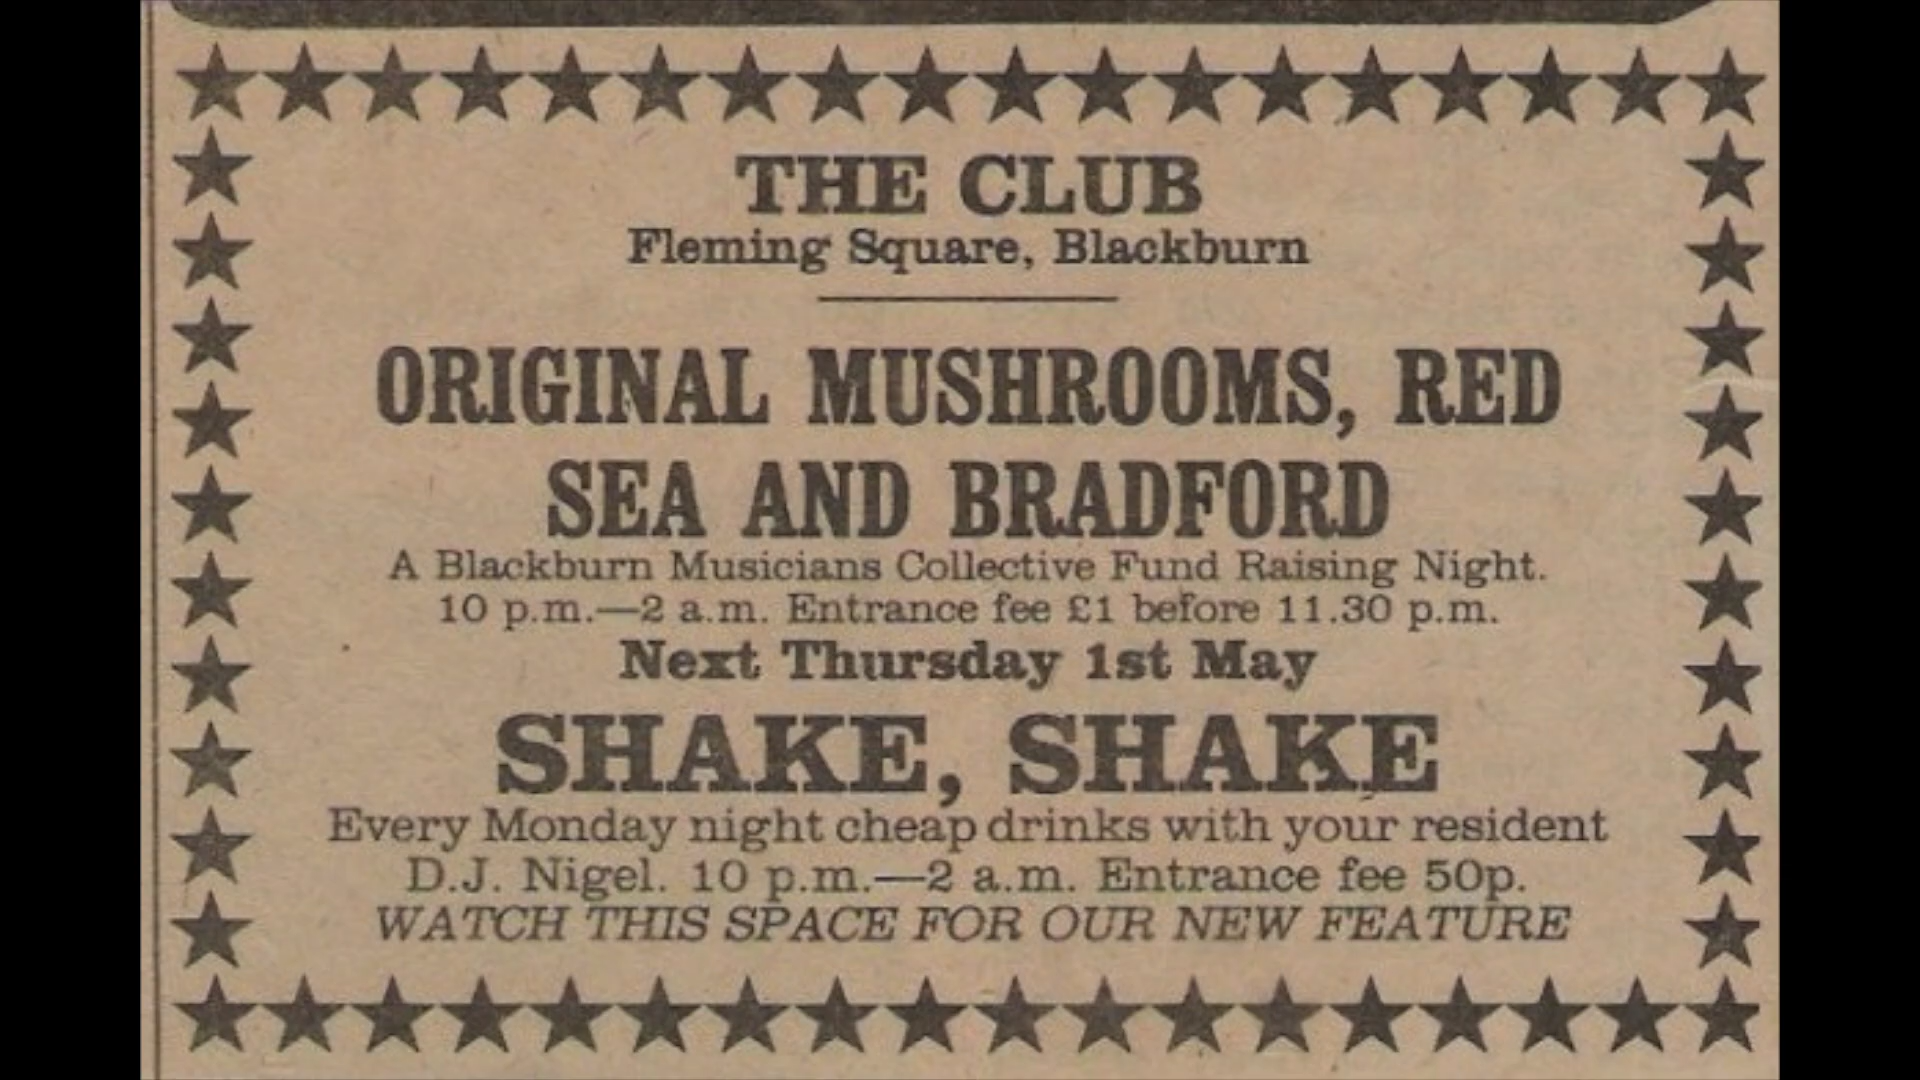 THE CLUB
Fleming Square, Blackburn
ORIGINAL MUSHROOMS, RED
SEA AND BRADFORD
A Blackburn Musicians Collective Fund Raising Night.
10 p.m.—2 a.m. Entrance fee £1 before 11.30 p.m.
Next Thursday 1st May
SHAKE, SHAKE
Every Monday night cheap drinks with your resident
D.J. Nigel. 10 p.m.—2 a.m. Entrance fee 50p.
WATCH THIS SPACE FOR OUR NEW FEATURE